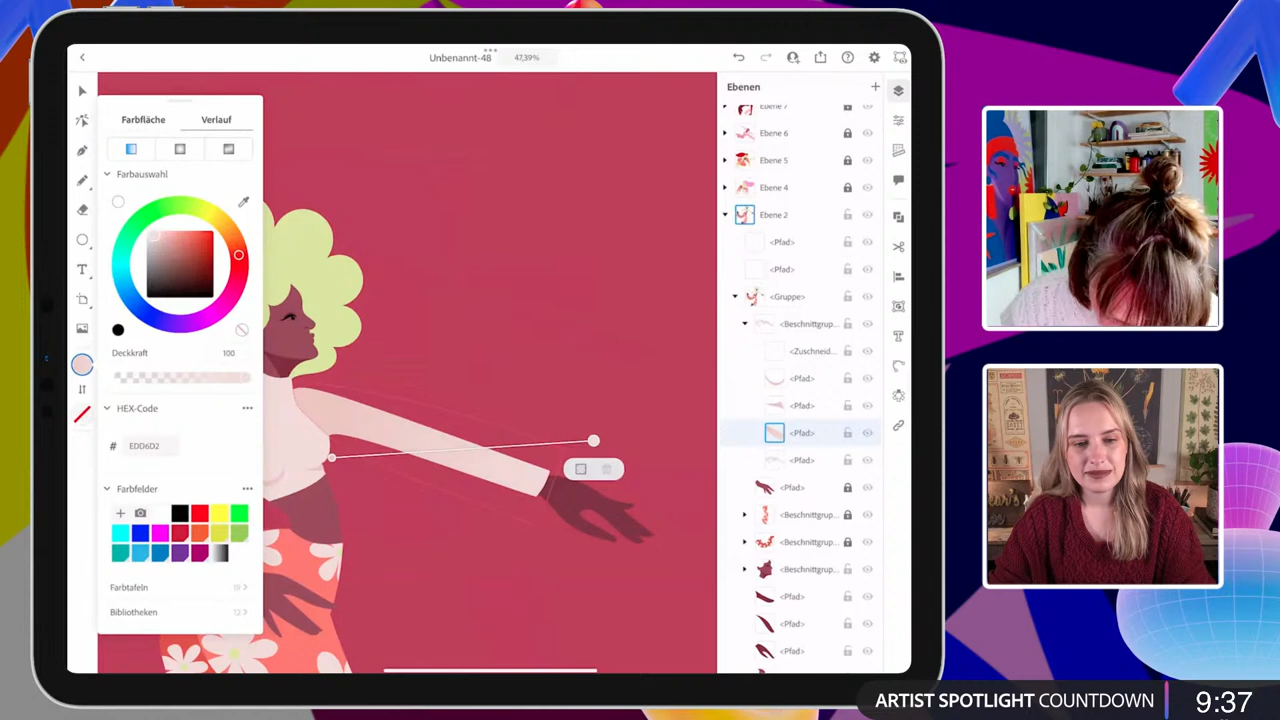 Unbenannt-48
47,39%
Farbfläche
Verlauf
Farbauswahl
Deckkraft
100
HEX-Code
#
EDD6D2
Farbfelder
Farbtafeln
Bibliotheken
Ebenen
Ebene 7
Ebene 6
Ebene 5
Ebene 4
Ebene 2
<Pfad>
<Pfad>
<Gruppe>
<Beschnittgrup...
<Zuschneid...
<Pfad>
<Pfad>
<Pfad>
<Pfad>
<Pfad>
<Beschnittgrup...
<Beschnittgrup...
<Beschnittgrup...
<Pfad>
<Pfad>
<Pfad>
ARTIST SPOTLIGHT COUNTDOWN
9:37